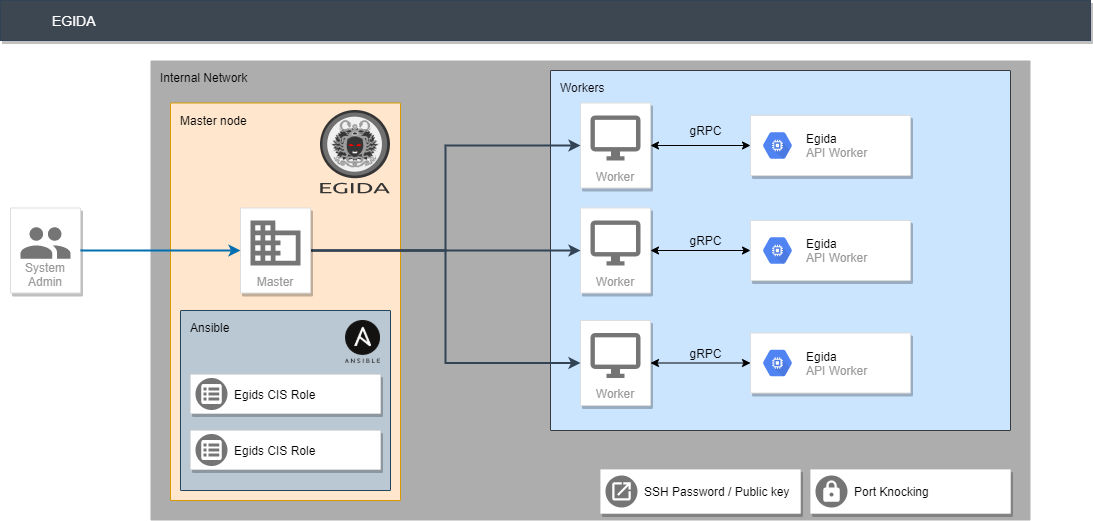 EGIDA
Internal Network
Workers
Master node
EGIDA
Worker
gRPC
Egida
API Worker
System
Admin
Master
Worker
gRPC
Egida
API Worker
Ansible
ANSIBLE
Worker
gRPC
Egida
API Worker
Egids CIS Role
Egids CIS Role
SSH Password / Public key
Port Knocking